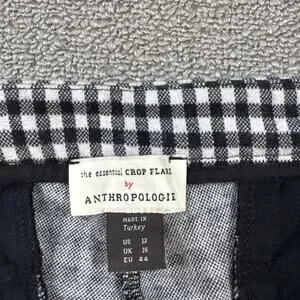 the essential CROP FLARE
by
ANTHROPOLOGIE
MADE IN
Turkey
US 12
UK 16
EU 44